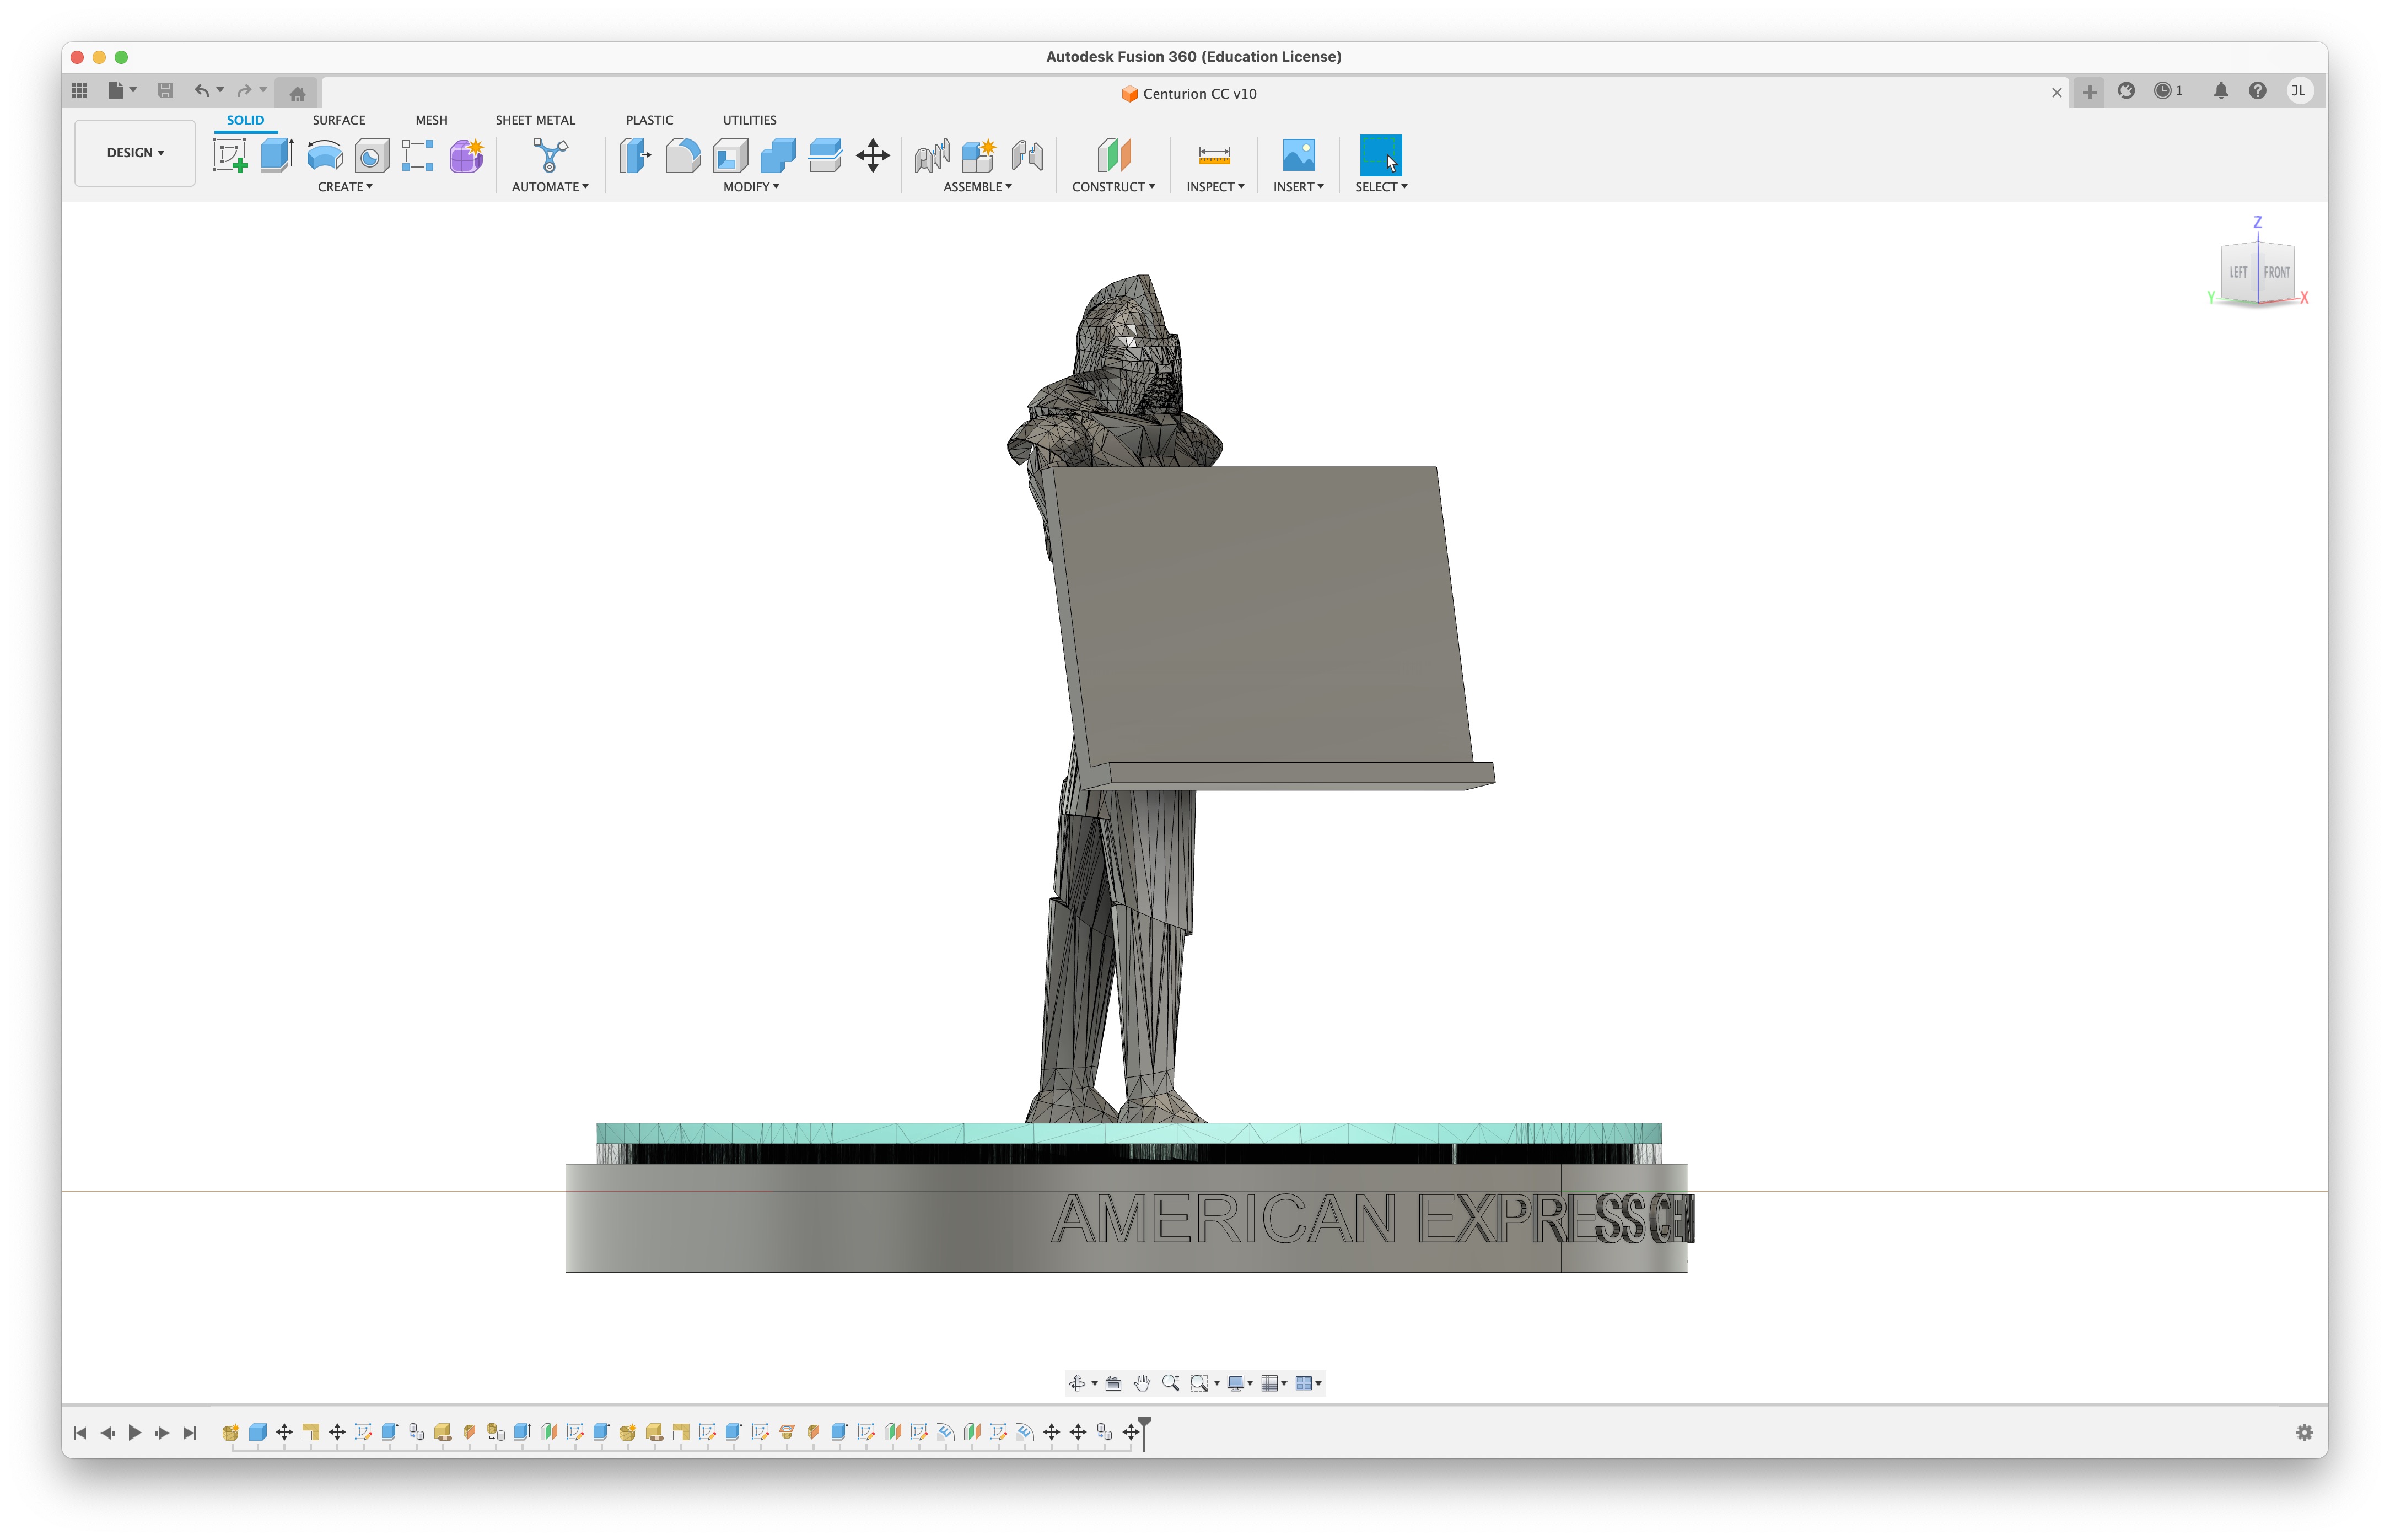 Autodesk Fusion 360 (Education License)
Centurion CC v10
1
JL
DESIGN
SOLID SURFACE MESH SHEET METAL PLASTIC UTILITIES
CREATE AUTOMATE MODIFY ASSEMBLE CONSTRUCT INSPECT INSERT SELECT
Z
LEFT FRONT
Y X
AMERICAN EXPRESS